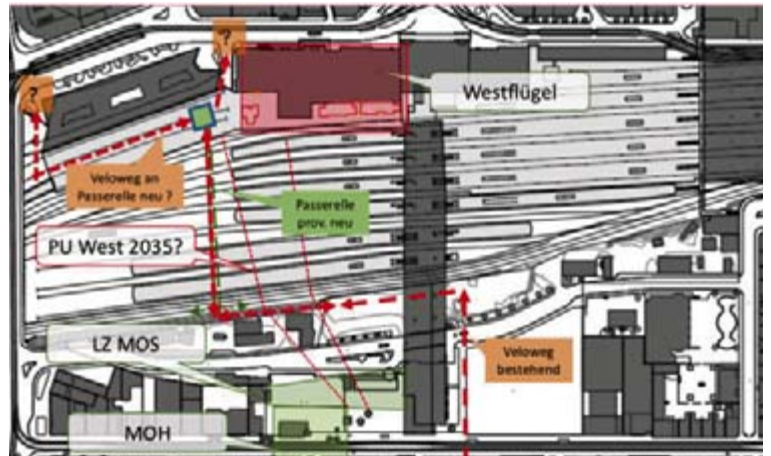 ?
?
Westflügel
Veloweg an
Passerelle neu ?
Passerelle
prov. neu
PU West 2035?
LZ MOS
Veloweg
bestehend
MOH